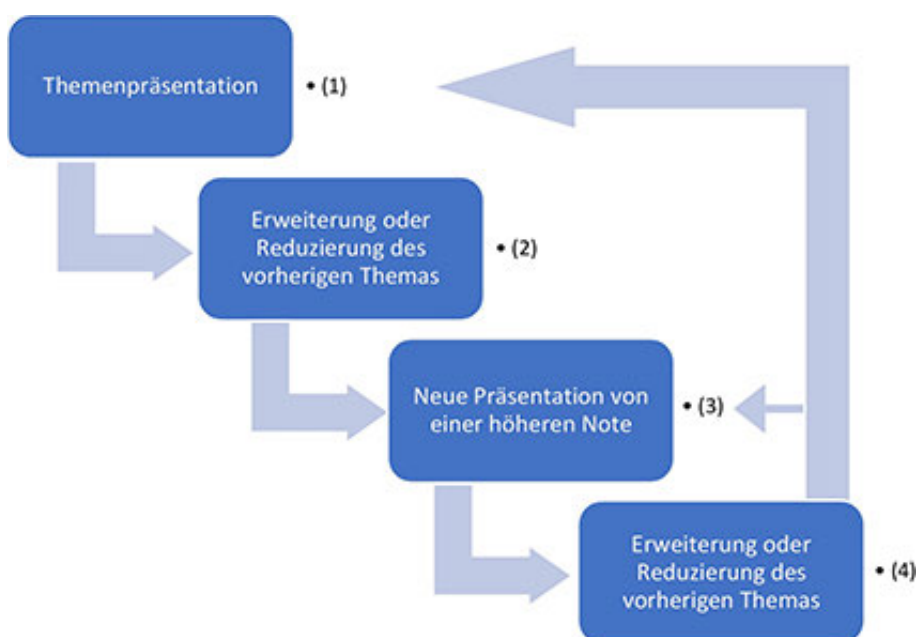 Themenpräsentation
• (1)
Erweiterung oder
Reduzierung des
vorherigen Themas
• (2)
Neue Präsentation von
einer höheren Note
• (3)
Erweiterung oder
Reduzierung des
vorherigen Themas
• (4)